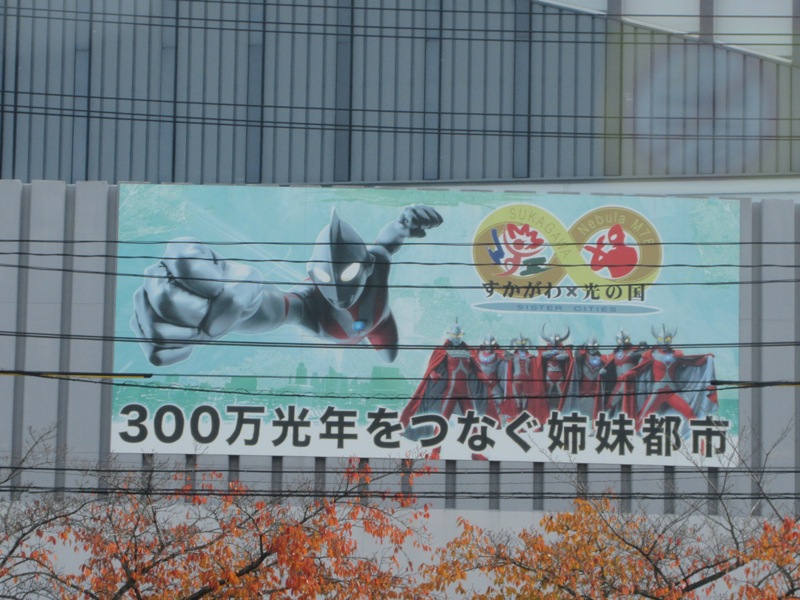 SUKAGAWA
Nebula M78
すかがわ×光の国
SISTER CITIES
300万光年をつなぐ姉妹都市